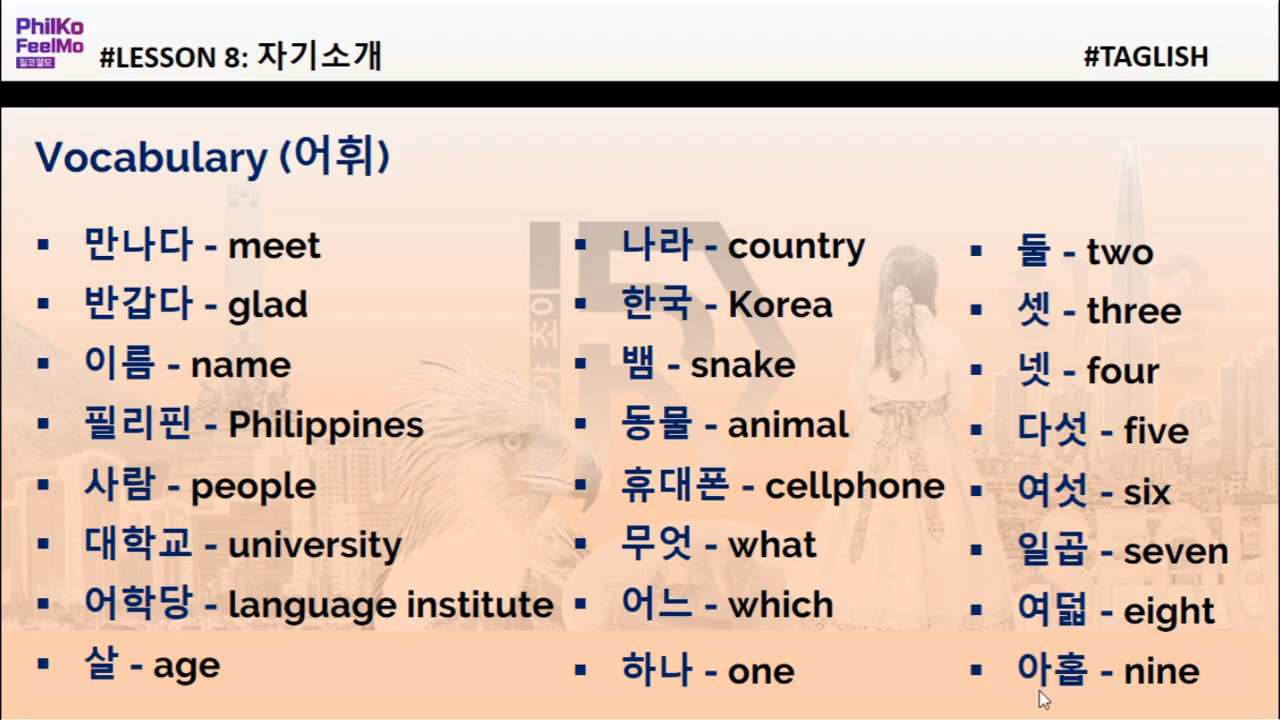 PhilKo
FeelMo
필코필모
#LESSON 8: 자기소개
#TAGLISH
Vocabulary (어휘)
▪ 만나다 - meet
▪ 반갑다 - glad
▪ 이름 - name
▪ 필리핀 - Philippines
▪ 사람 - people
▪ 대학교 - university
▪ 어학당 - language institute
▪ 살 - age
▪ 나라 - country
▪ 한국 - Korea
▪ 뱀 - snake
▪ 동물 - animal
▪ 휴대폰 - cellphone
▪ 무엇 - what
▪ 어느 - which
▪ 하나 - one
▪ 둘 - two
▪ 셋 - three
▪ 넷 - four
▪ 다섯 - five
▪ 여섯 - six
▪ 일곱 - seven
▪ 여덟 - eight
▪ 아홉 - nine